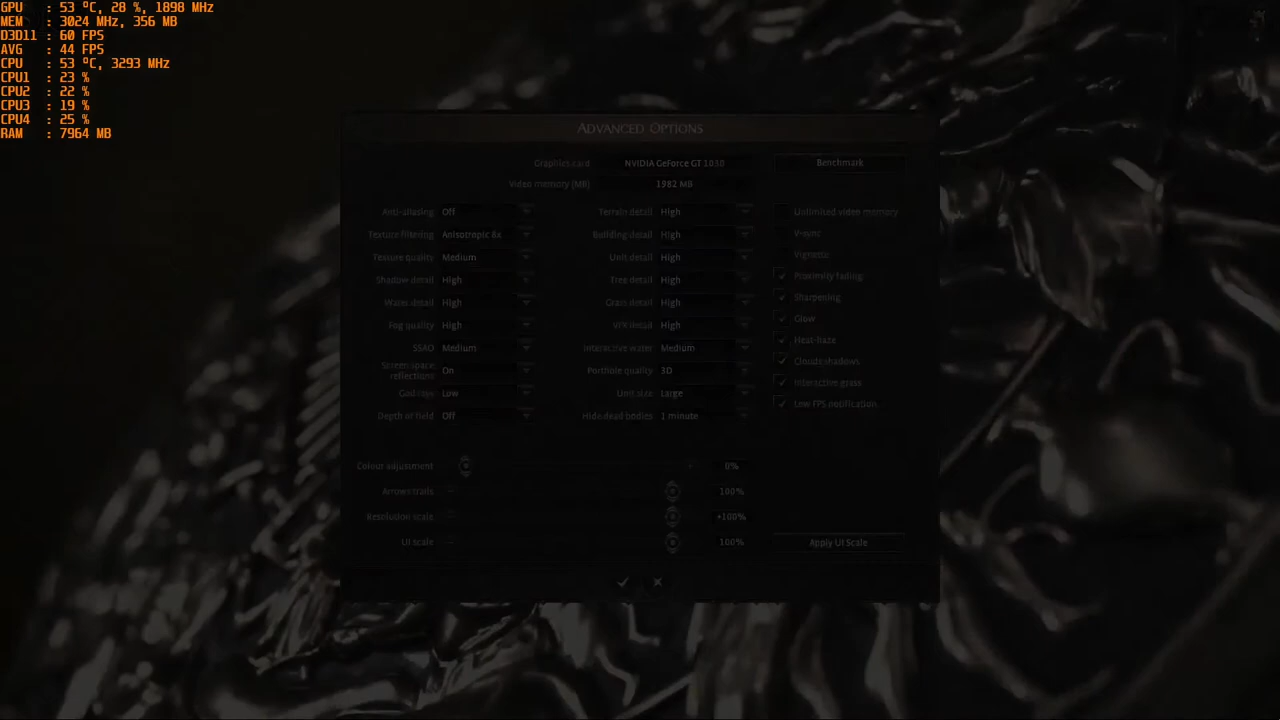 GPU : 53 ºC, 28 %, 1898 MHz
MEM : 3024 MHz, 356 MB
D3D11 : 60 FPS
AVG : 44 FPS
CPU : 53 ºC, 3293 MHz
CPU1 : 23 %
CPU2 : 22 %
CPU3 : 19 %
CPU4 : 25 %
RAM : 7964 MB
Advanced Options
Graphics card NVIDIA GeForce GT 1030 Benchmark
Video memory (MB) 1982 MB
Anti-aliasing Off Terrain detail High Unlimited video memory
Texture filtering Anisotropic 8x Building detail High V-sync
Texture quality Medium Unit detail High Vignette
Shadow detail High Tree detail High Proximity fading
Water detail High Grass detail High Sharpening
Fog quality High VFX detail High Glow
SSAO Medium Interactive water Medium Heat-haze
Screen space reflections On Porthole quality 3D Clouds shadows
God rays Low Unit size Large Interactive grass
Depth of field Off Hide dead bodies 1 minute Low FPS notification
Colour adjustment 0%
Arrows trails 100%
Resolution scale +100%
UI scale 100% Apply UI Scale